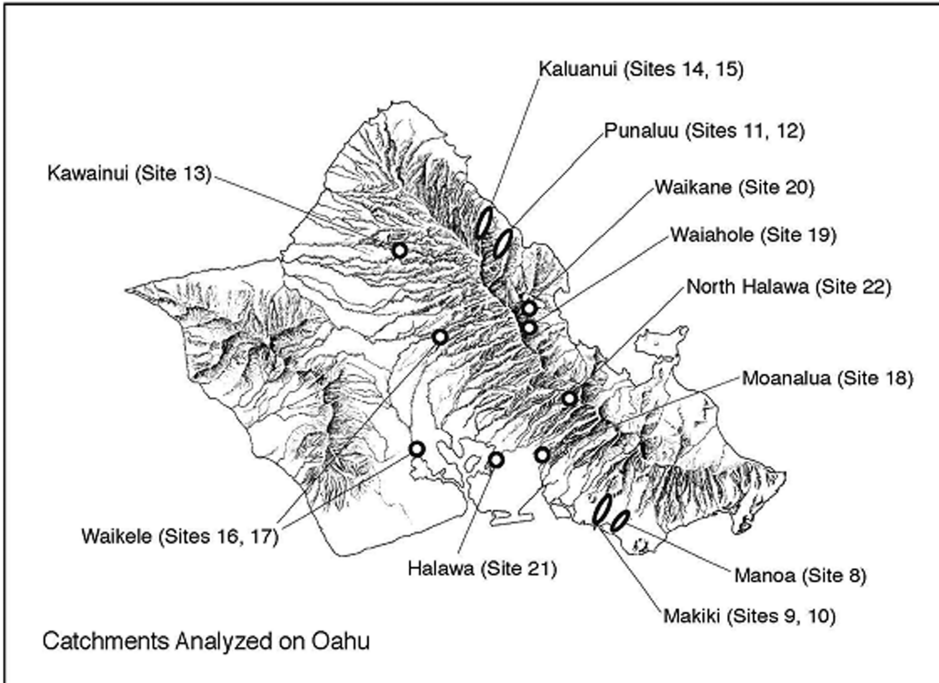 Kaluanui (Sites 14, 15)
Punaluu (Sites 11, 12)
Kawainui (Site 13)
Waikane (Site 20)
Waiahole (Site 19)
North Halawa (Site 22)
Moanalua (Site 18)
Waikele (Sites 16, 17)
Halawa (Site 21)
Manoa (Site 8)
Makiki (Sites 9, 10)
Catchments Analyzed on Oahu